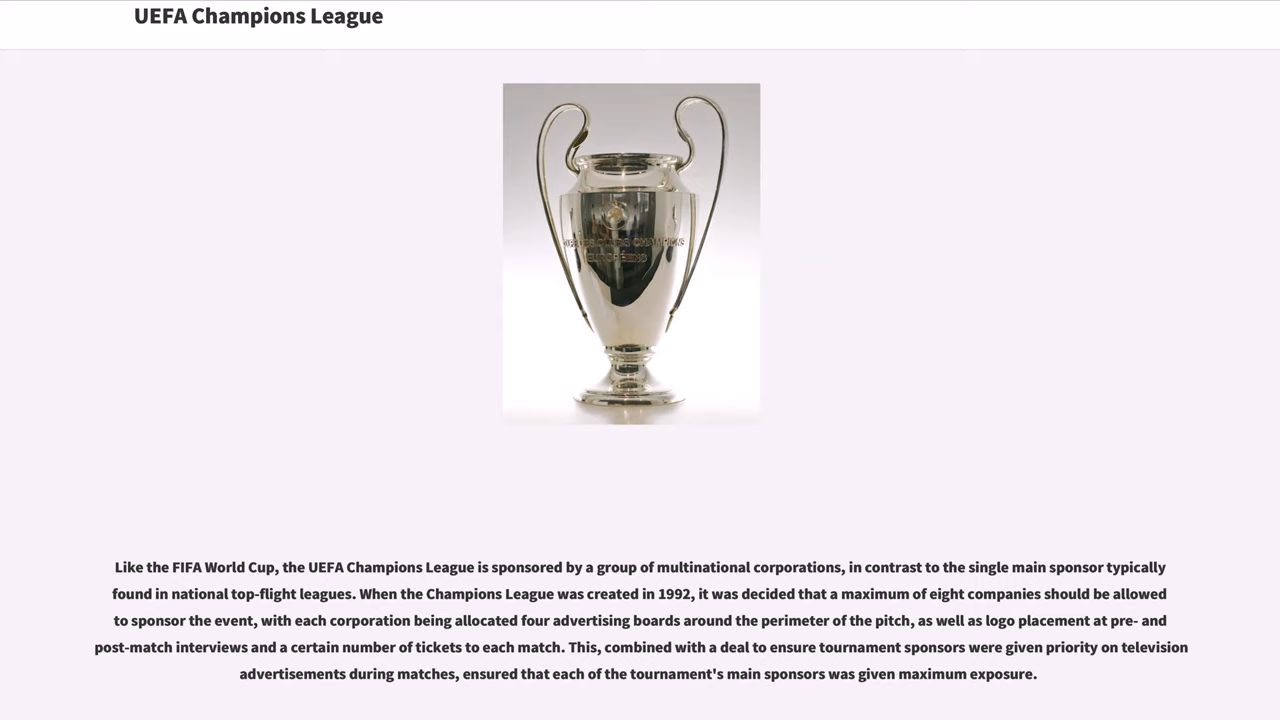 UEFA Champions League
EUROPÉENS
Like the FIFA World Cup, the UEFA Champions League is sponsored by a group of multinational corporations, in contrast to the single main sponsor typically
found in national top-flight leagues. When the Champions League was created in 1992, it was decided that a maximum of eight companies should be allowed
to sponsor the event, with each corporation being allocated four advertising boards around the perimeter of the pitch, as well as logo placement at pre- and
post-match interviews and a certain number of tickets to each match. This, combined with a deal to ensure tournament sponsors were given priority on television
advertisements during matches, ensured that each of the tournament's main sponsors was given maximum exposure.